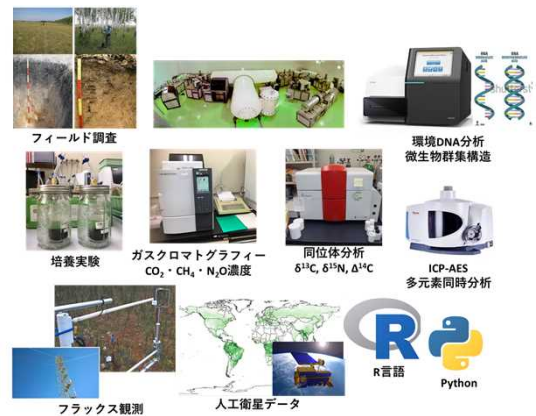 フィールド調査
環境DNA分析
微生物群集構造
培養実験
ガスクロマトグラフィー
CO₂・CH₄・N₂O濃度
同位体分析
δ¹³C, δ¹⁵N, Δ¹⁴C
ICP-AES
多元素同時分析
フラックス観測
人工衛星データ
R言語
Python